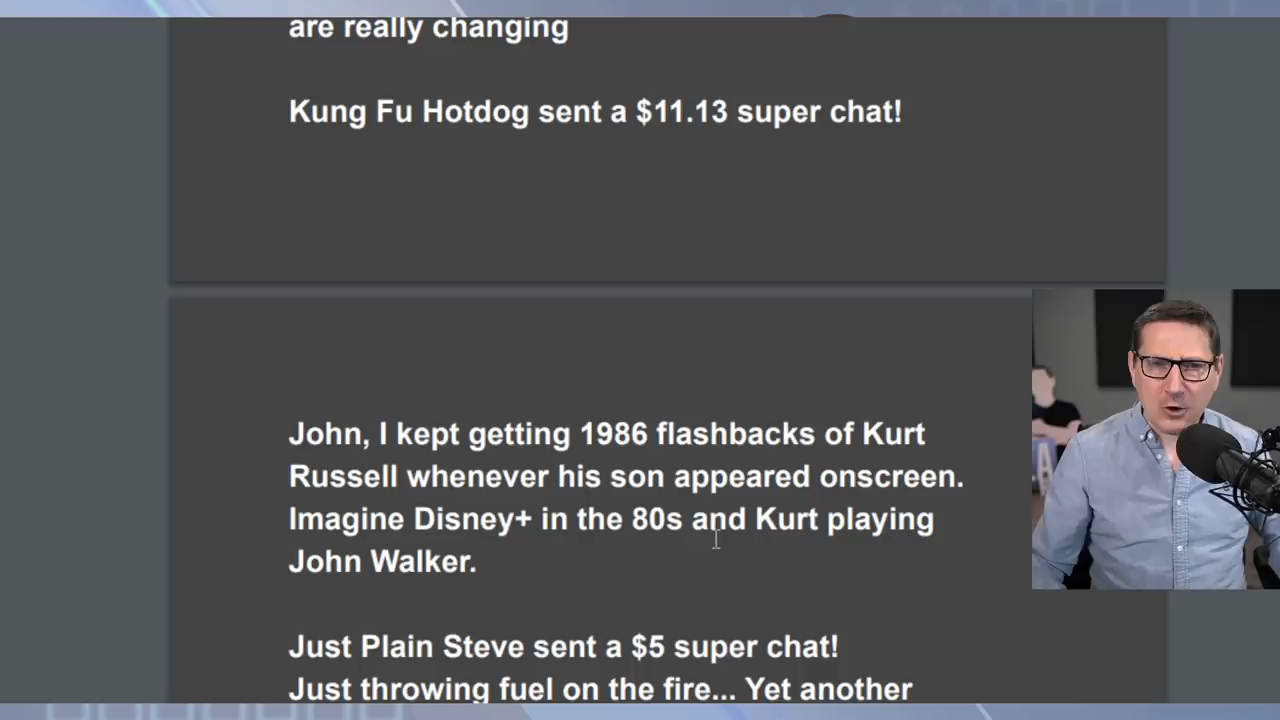 are really changing
Kung Fu Hotdog sent a $11.13 super chat!
John, I kept getting 1986 flashbacks of Kurt
Russell whenever his son appeared onscreen.
Imagine Disney+ in the 80s and Kurt playing
John Walker.
Just Plain Steve sent a $5 super chat!
Just throwing fuel on the fire... Yet another